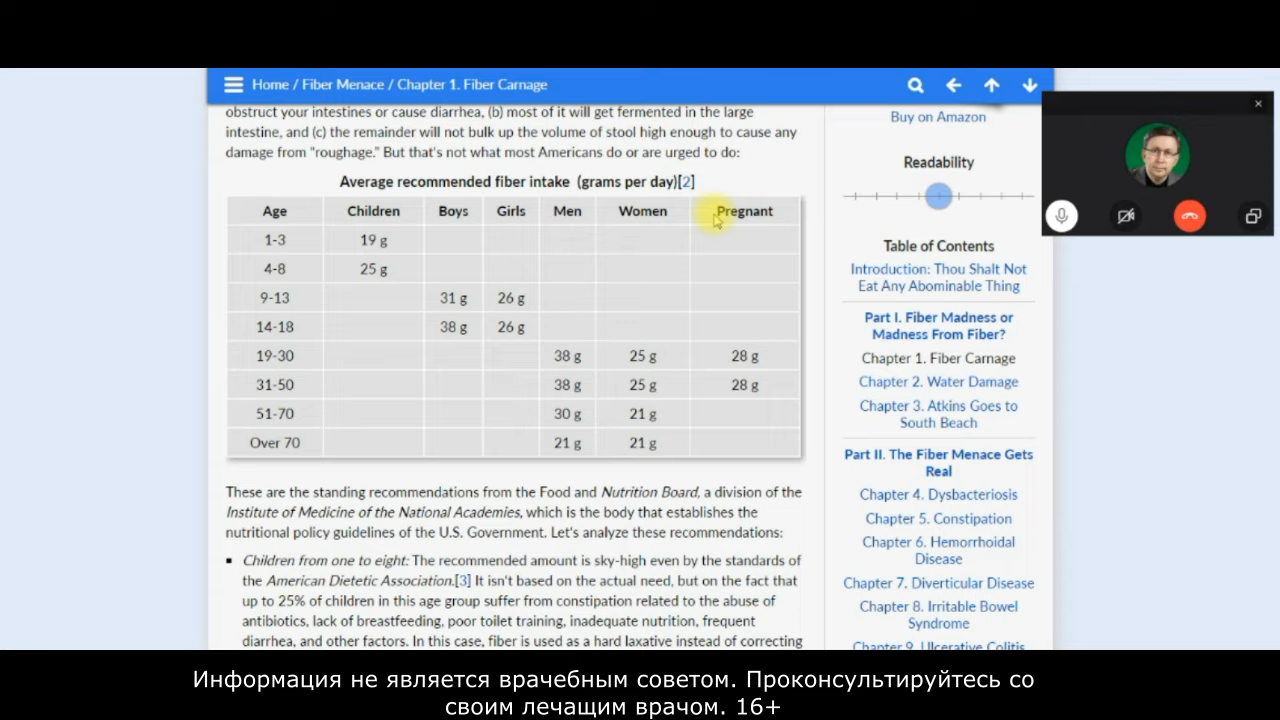 Home / Fiber Menace / Chapter 1. Fiber Carnage
obstruct your intestines or cause diarrhea, (b) most of it will get fermented in the large
intestine, and (c) the remainder will not bulk up the volume of stool high enough to cause any
damage from “roughage.” But that's not what most Americans do or are urged to do:
Average recommended fiber intake (grams per day)[2]
Age Children Boys Girls Men Women Pregnant
1-3 19 g
4-8 25 g
9-13 31 g 26 g
14-18 38 g 26 g
19-30 38 g 25 g 28 g
31-50 38 g 25 g 28 g
51-70 30 g 21 g
Over 70 21 g 21 g
These are the standing recommendations from the Food and Nutrition Board, a division of the
Institute of Medicine of the National Academies, which is the body that establishes the
nutritional policy guidelines of the U.S. Government. Let's analyze these recommendations:
▪ Children from one to eight: The recommended amount is sky-high even by the standards of
the American Dietetic Association.[3] It isn't based on the actual need, but on the fact that
up to 25% of children in this age group suffer from constipation related to the abuse of
antibiotics, lack of breastfeeding, poor toilet training, inadequate nutrition, frequent
diarrhea, and other factors. In this case, fiber is used as a hard laxative instead of correcting
Buy on Amazon
Readability
Table of Contents
Introduction: Thou Shalt Not
Eat Any Abominable Thing
Part I. Fiber Madness or
Madness From Fiber?
Chapter 1. Fiber Carnage
Chapter 2. Water Damage
Chapter 3. Atkins Goes to
South Beach
Part II. The Fiber Menace Gets
Real
Chapter 4. Dysbacteriosis
Chapter 5. Constipation
Chapter 6. Hemorrhoidal
Disease
Chapter 7. Diverticular Disease
Chapter 8. Irritable Bowel
Syndrome
Chapter 9. Ulcerative Colitis
Информация не является врачебным советом. Проконсультируйтесь со
своим лечащим врачом. 16+